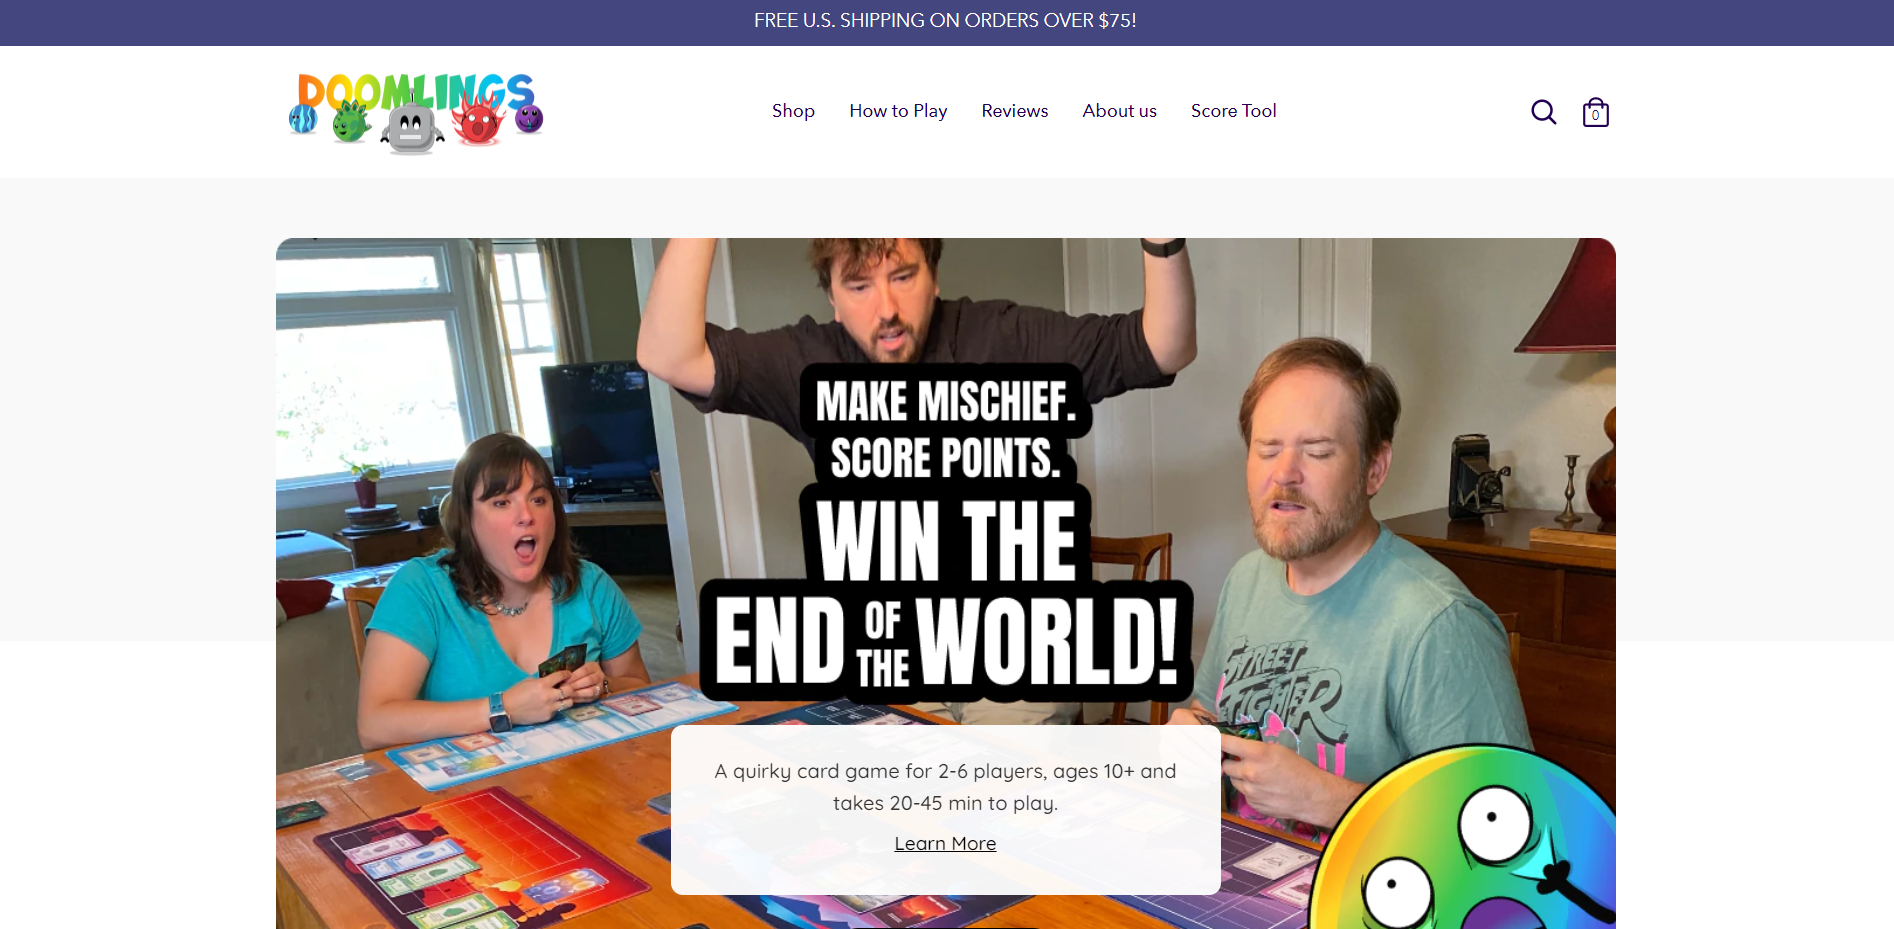 FREE U.S. SHIPPING ON ORDERS OVER $75!
DOOMLINGS
Shop
How to Play
Reviews
About us
Score Tool
0
MAKE MISCHIEF.
SCORE POINTS.
WIN THE
END OF THE WORLD!
STREET
FIGHTER
A quirky card game for 2-6 players, ages 10+ and
takes 20-45 min to play.
Learn More